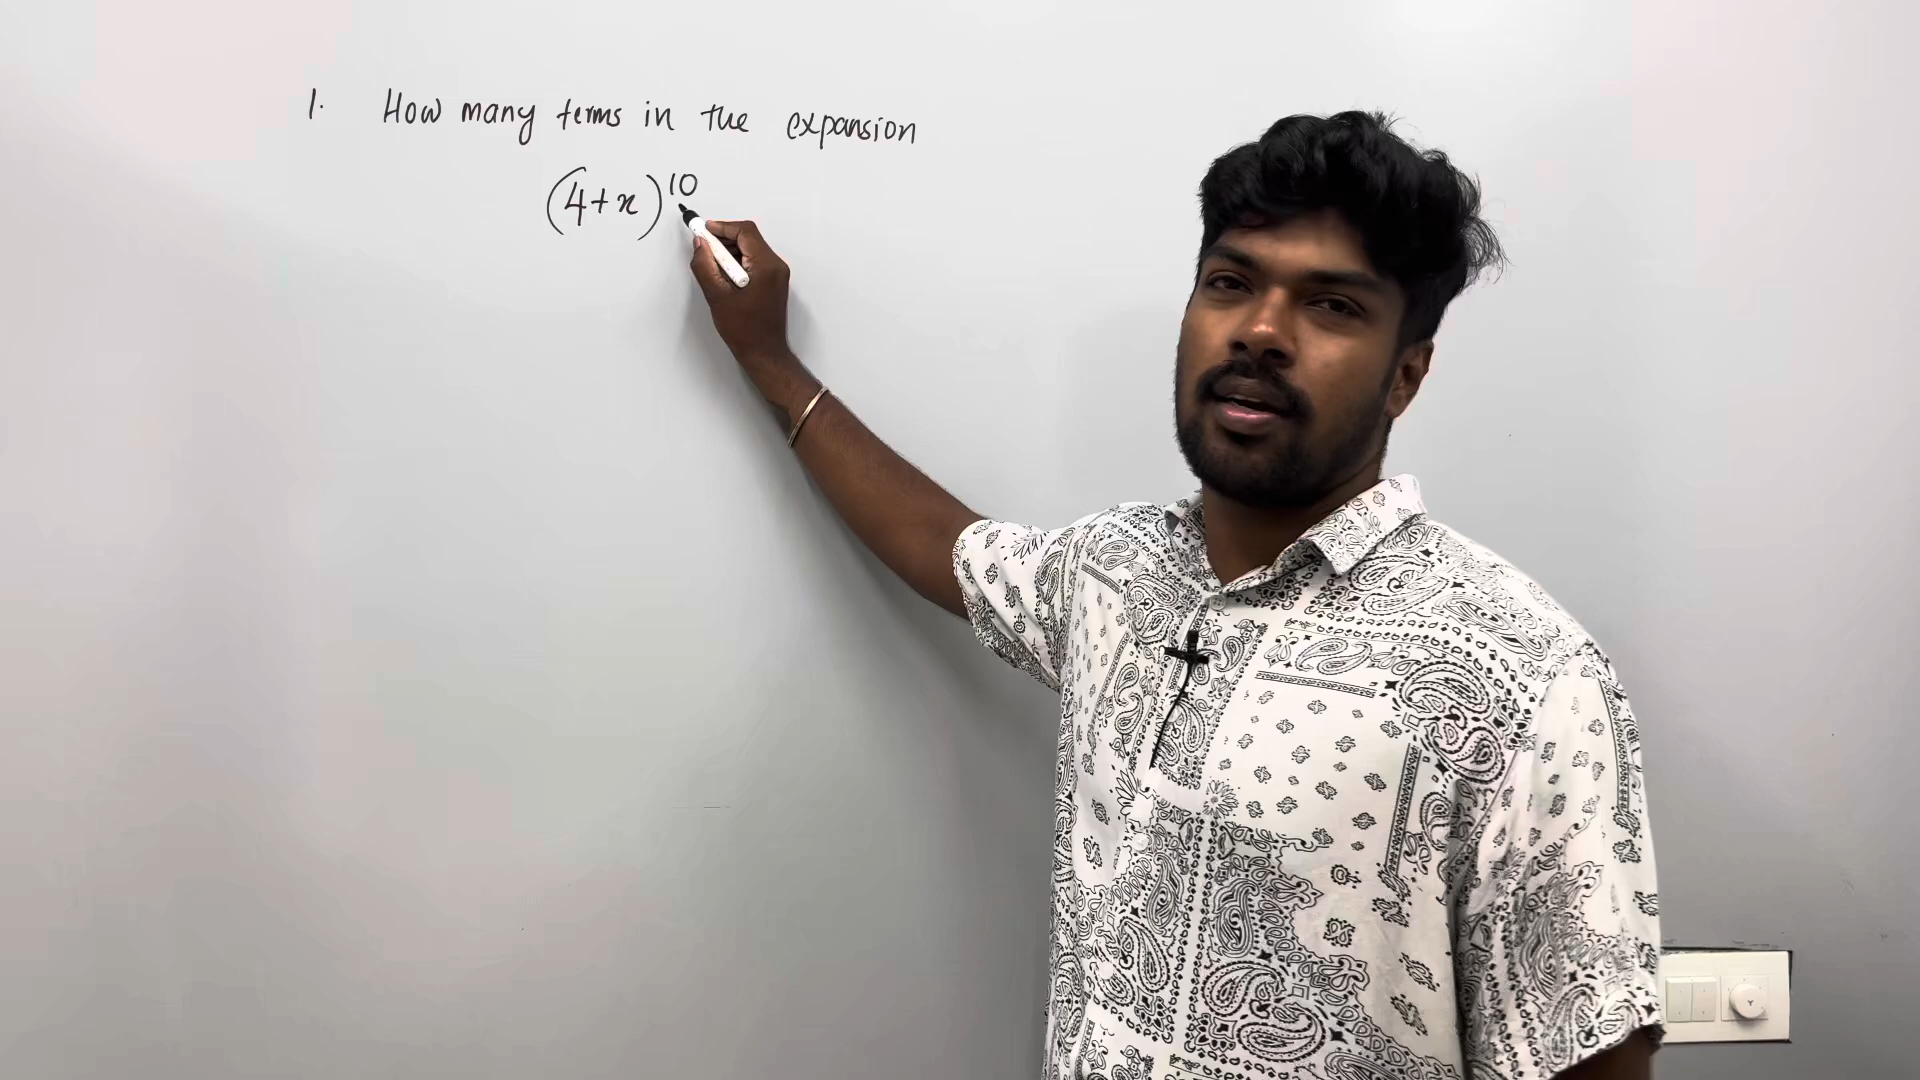 1. How many terms in the expansion
(4+x)^10